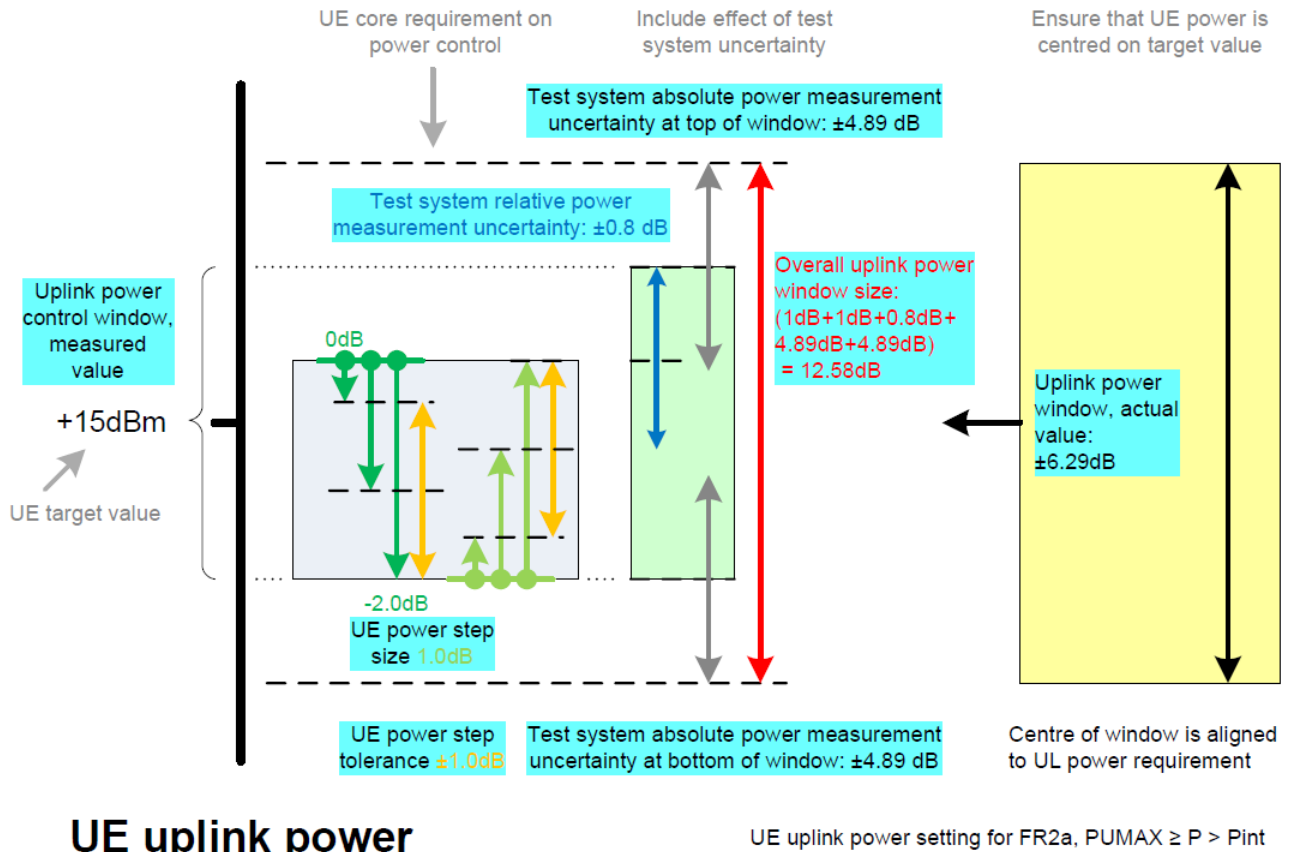 UE core requirement on
power control
Include effect of test
system uncertainty
Ensure that UE power is
centred on target value
Test system absolute power measurement
uncertainty at top of window: ±4.89 dB
Test system relative power
measurement uncertainty: ±0.8 dB
Uplink power
control window,
measured
value
+15dBm
UE target value
0dB
-2.0dB
UE power step
size 1.0dB
Overall uplink power
window size:
(1dB+1dB+0.8dB+
4.89dB+4.89dB)
= 12.58dB
Uplink power
window, actual
value:
±6.29dB
UE power step
tolerance ±1.0dB
Test system absolute power measurement
uncertainty at bottom of window: ±4.89 dB
Centre of window is aligned
to UL power requirement
UE uplink power
UE uplink power setting for FR2a, PUMAX ≥ P > Pint